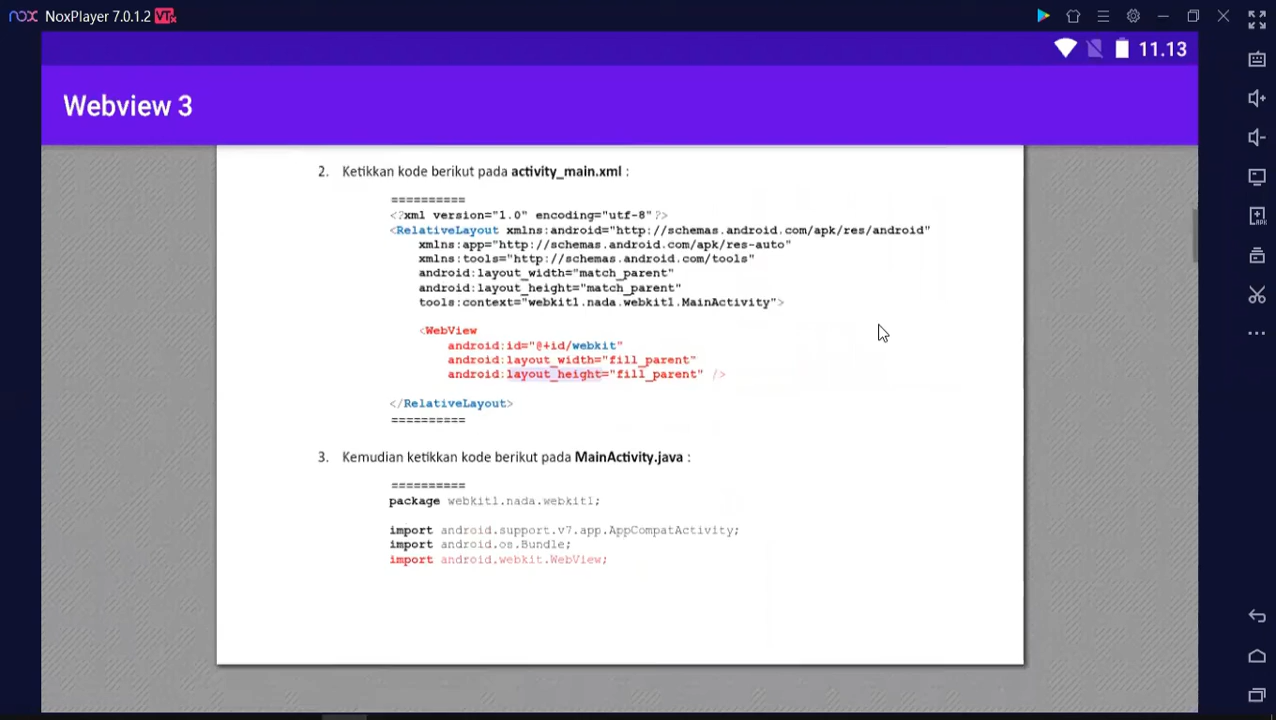 nox NoxPlayer 7.0.1.2 VTx
11.13
Webview 3
2. Ketikkan kode berikut pada activity_main.xml :
==========
<?xml version="1.0" encoding="utf-8"?>
<RelativeLayout xmlns:android="http://schemas.android.com/apk/res/android"
xmlns:app="http://schemas.android.com/apk/res-auto"
xmlns:tools="http://schemas.android.com/tools"
android:layout_width="match_parent"
android:layout_height="match_parent"
tools:context="webkit1.nada.webkit1.MainActivity">
<WebView
android:id="@+id/webkit"
android:layout_width="fill_parent"
android:layout_height="fill_parent" />
</RelativeLayout>
==========
3. Kemudian ketikkan kode berikut pada MainActivity.java :
==========
package webkit1.nada.webkit1;
import android.support.v7.app.AppCompatActivity;
import android.os.Bundle;
import android.webkit.WebView;